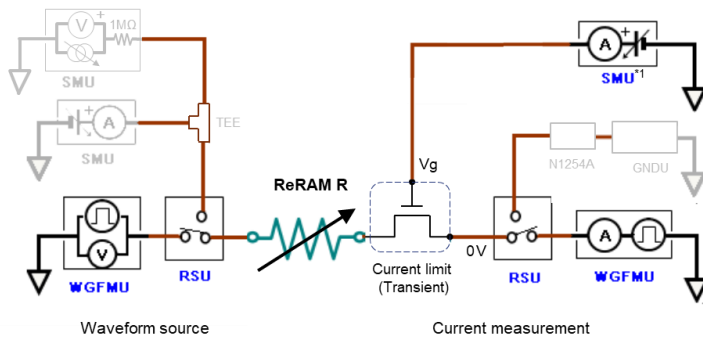 V
+
1MΩ
SMU
+
A
SMU
TEE
V
WGFMU
RSU
ReRAM R
Vg
Current limit
(Transient)
0V
A
+
SMU*1
N1254A
GNDU
RSU
A
WGFMU
Waveform source
Current measurement